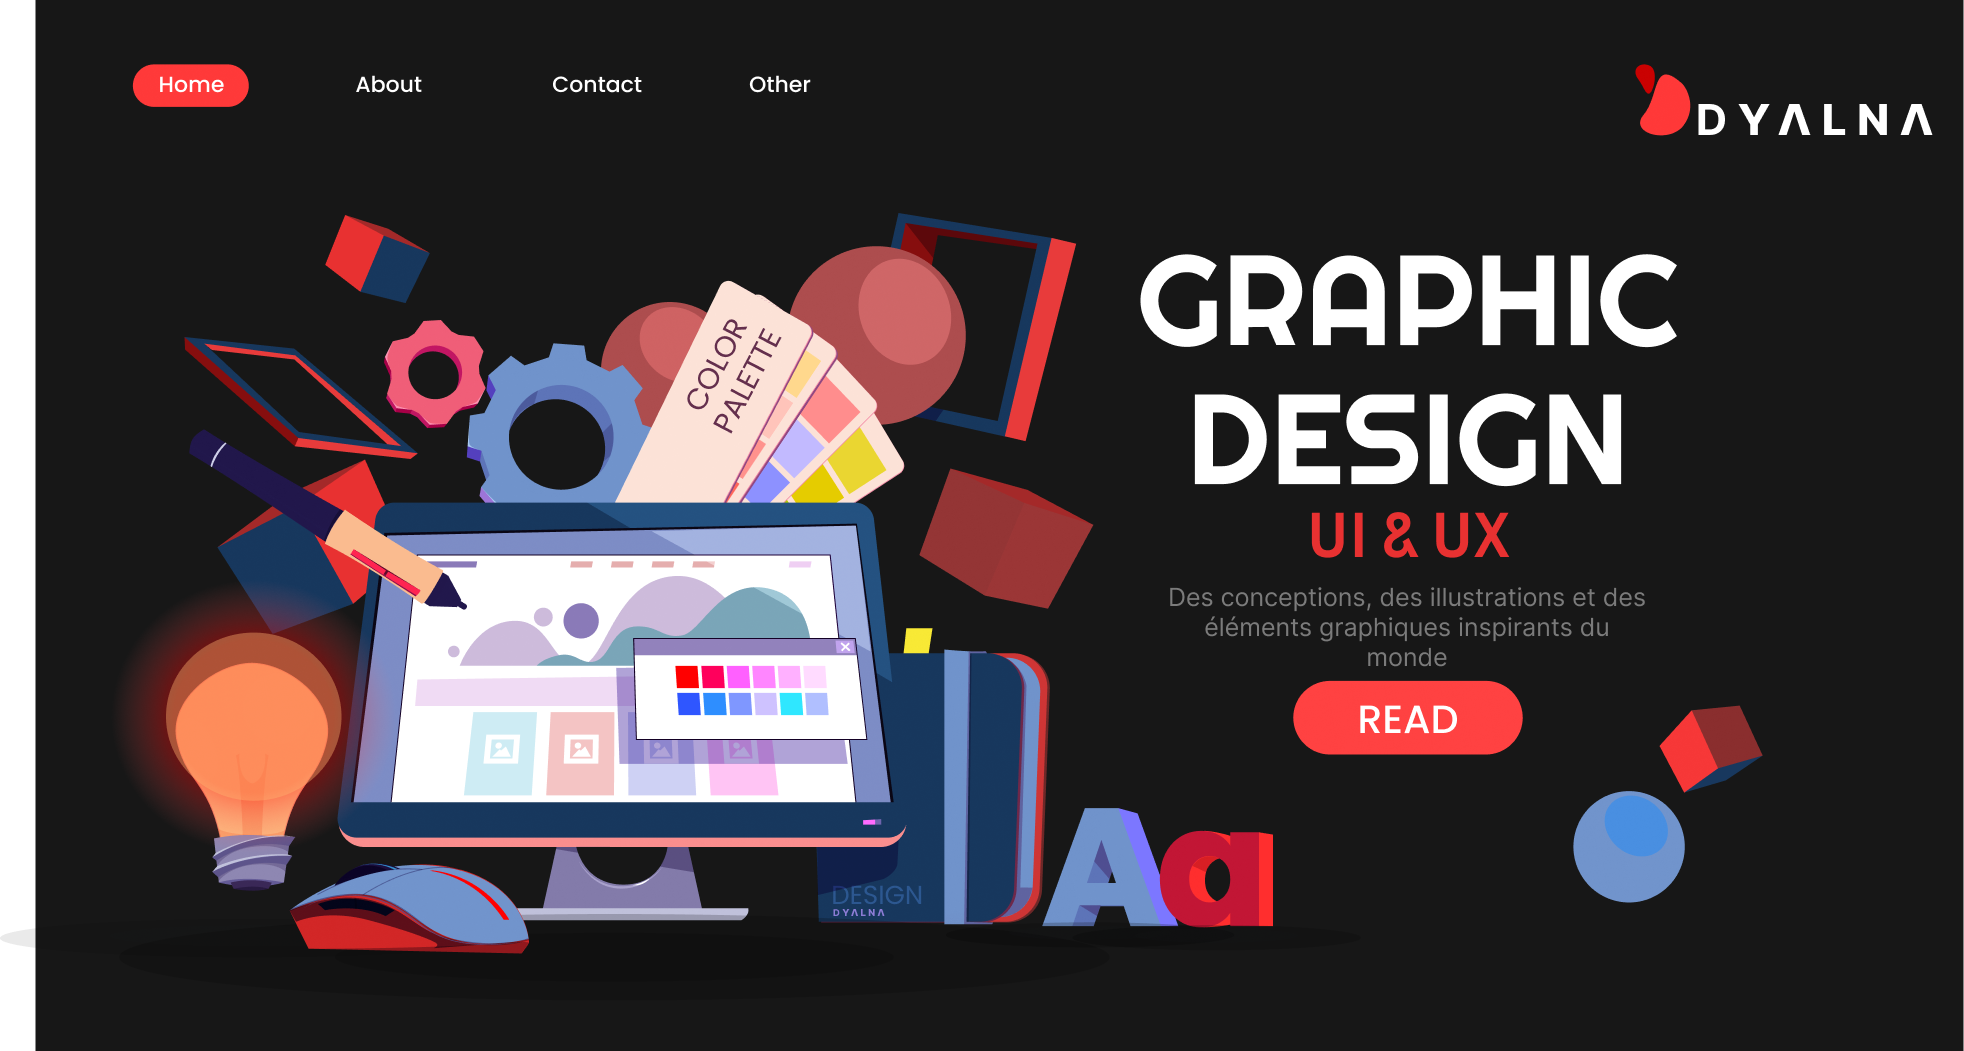 Home
About
Contact
Other
DYALNA
COLOR
PALETTE
GRAPHIC
DESIGN
UI & UX
Des conceptions, des illustrations et des
éléments graphiques inspirants du
monde
READ
DESIGN
DYALNA
Aa